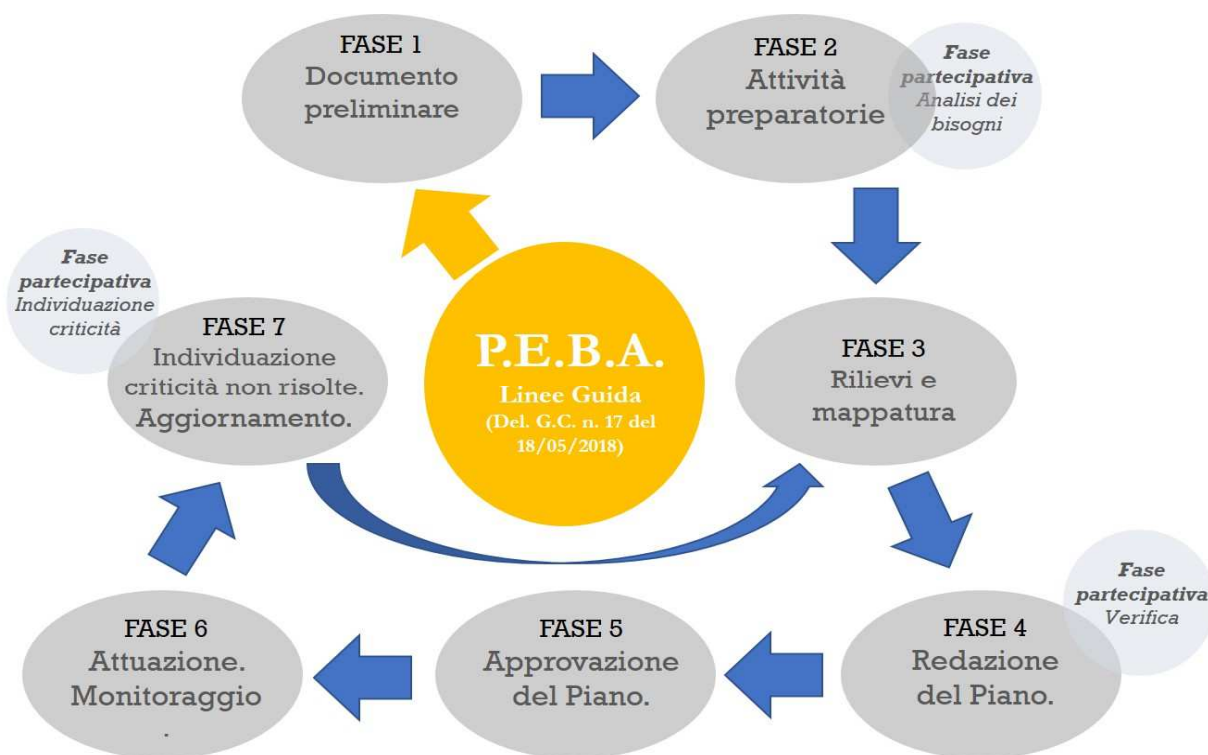 FASE 1
Documento
preliminare
FASE 2
Attività
preparatorie
Fase
partecipativa
Analisi dei
bisogni
Fase
partecipativa
Individuazione
criticità
FASE 7
Individuazione
criticità non risolte.
Aggiornamento.
P.E.B.A.
Linee Guida
(Del. G.C. n. 17 del
18/05/2018)
FASE 3
Rilievi e
mappatura
Fase
partecipativa
Verifica
FASE 4
Redazione
del Piano.
FASE 5
Approvazione
del Piano.
FASE 6
Attuazione.
Monitoraggio
.